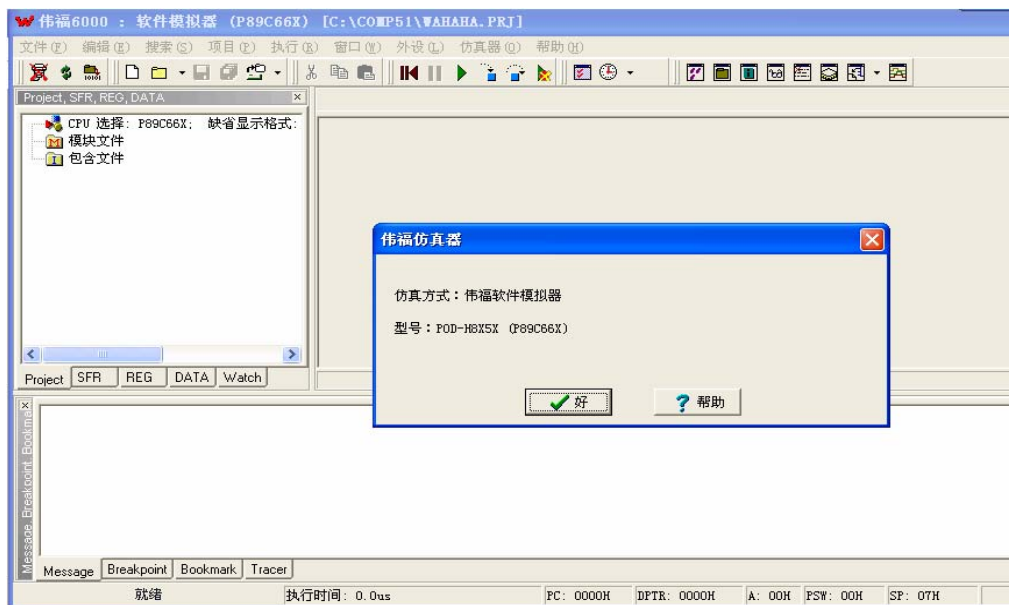 伟福6000 : 软件模拟器 (P89C66X) [C:\COMP51\WAHAHA.PRJ]
文件(F) 编辑(E) 搜索(S) 项目(P) 执行(R) 窗口(W) 外设(L) 仿真器(O) 帮助(H)
Project, SFR, REG, DATA
CPU 选择: P89C66X; 缺省显示格式:
模块文件
包含文件
伟福仿真器
仿真方式：伟福软件模拟器
型号：POD-H8X5X (P89C66X)
好 帮助
Project SFR REG DATA Watch
Message Breakpoint Bookma
Message Breakpoint Bookmark Tracer
就绪 执行时间: 0.0us PC: 0000H DPTR: 0000H A: 00H PSW: 00H SP: 07H